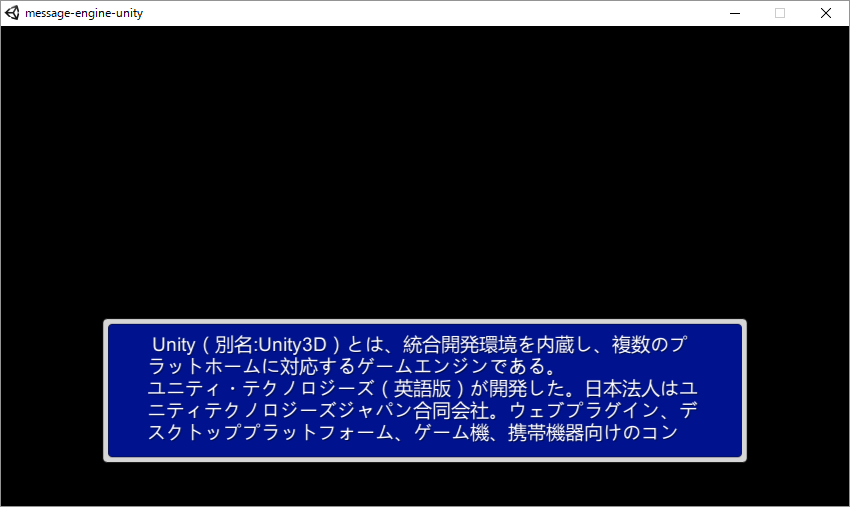 message-engine-unity
Unity（別名:Unity3D）とは、統合開発環境を内蔵し、複数のプ
ラットホームに対応するゲームエンジンである。
ユニティ・テクノロジーズ（英語版）が開発した。日本法人はユ
ニティテクノロジーズジャパン合同会社。ウェブプラグイン、デ
スクトッププラットフォーム、ゲーム機、携帯機器向けのコン